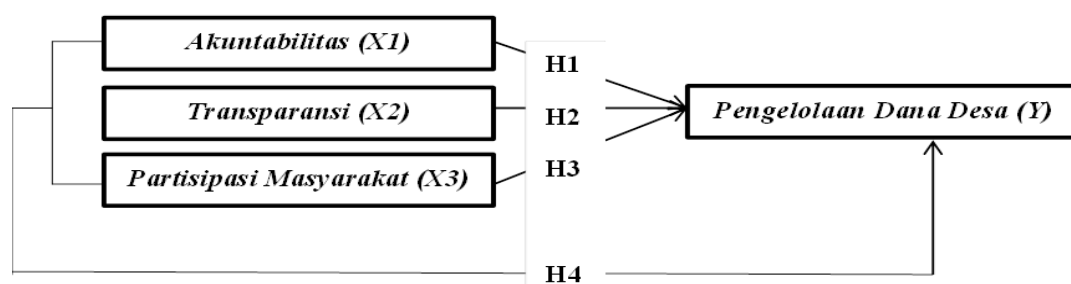 Akuntabilitas (X1)
H1
Transparansi (X2)
H2
Pengelolaan Dana Desa (Y)
Partisipasi Masyarakat (X3)
H3
H4